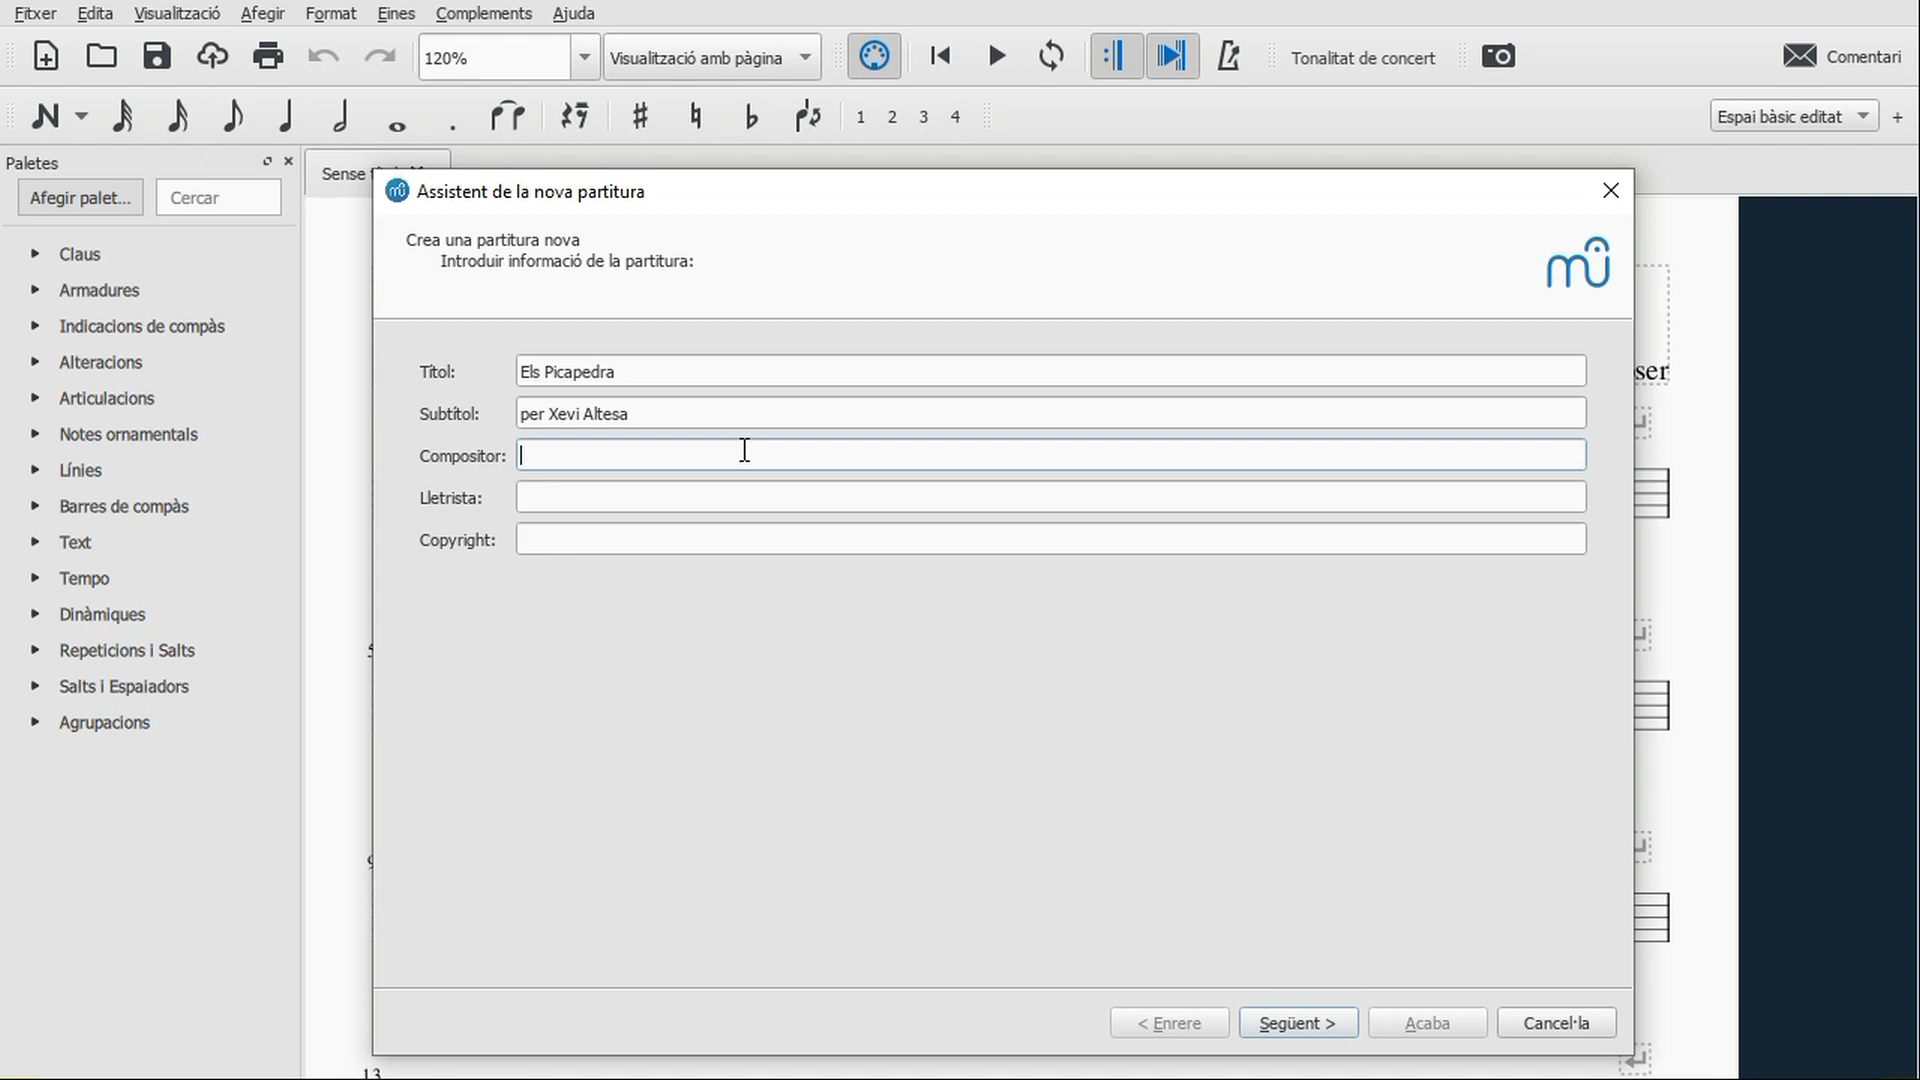 Fitxer Edita Visualització Afegir Format Eines Complements Ajuda
120% Visualització amb pàgina Tonalitat de concert Comentari
1 2 3 4 Espai bàsic editat +
Paletes
Afegir palet... Cercar
Claus
Armadures
Indicacions de compàs
Alteracions
Articulacions
Notes ornamentals
Línies
Barres de compàs
Text
Tempo
Dinàmiques
Repeticions i Salts
Salts i Espaiadors
Agrupacions
Sense
Assistent de la nova partitura
Crea una partitura nova
Introduir informació de la partitura:
Títol: Els Picapedra
Subtítol: per Xevi Altesa
Compositor:
Lletrista:
Copyright:
< Enrere Següent > Acaba Cancel·la
ser
13